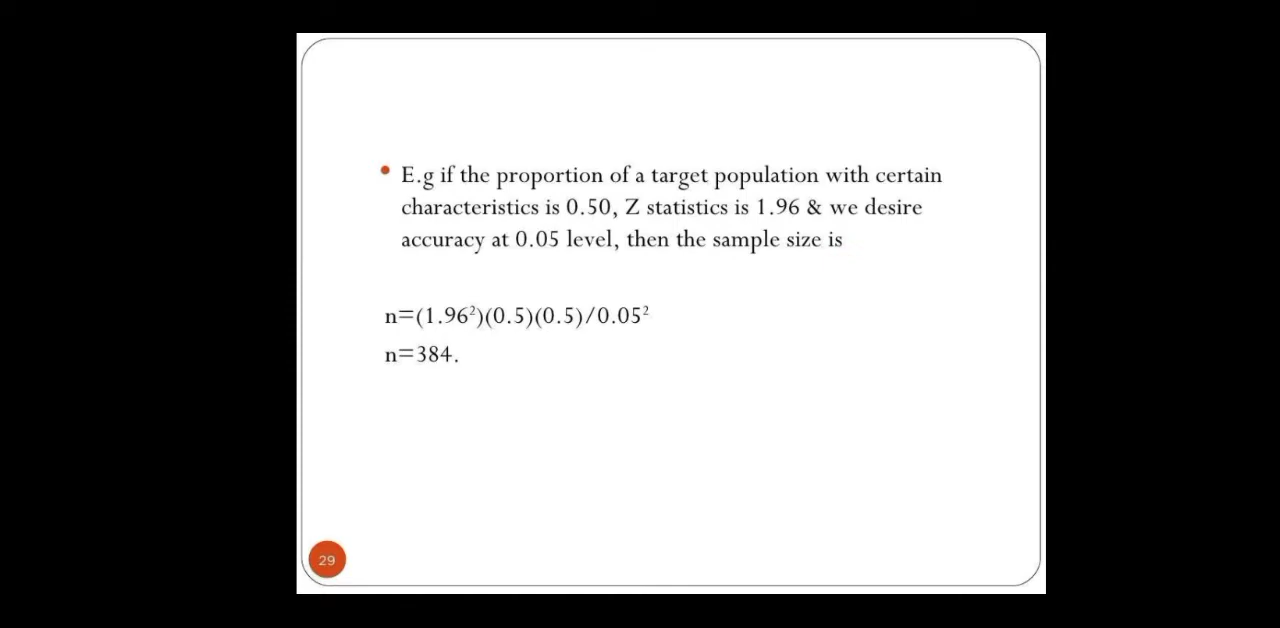 • E.g if the proportion of a target population with certain
characteristics is 0.50, Z statistics is 1.96 & we desire
accuracy at 0.05 level, then the sample size is
n=(1.96²)(0.5)(0.5)/0.05²
n=384.
29